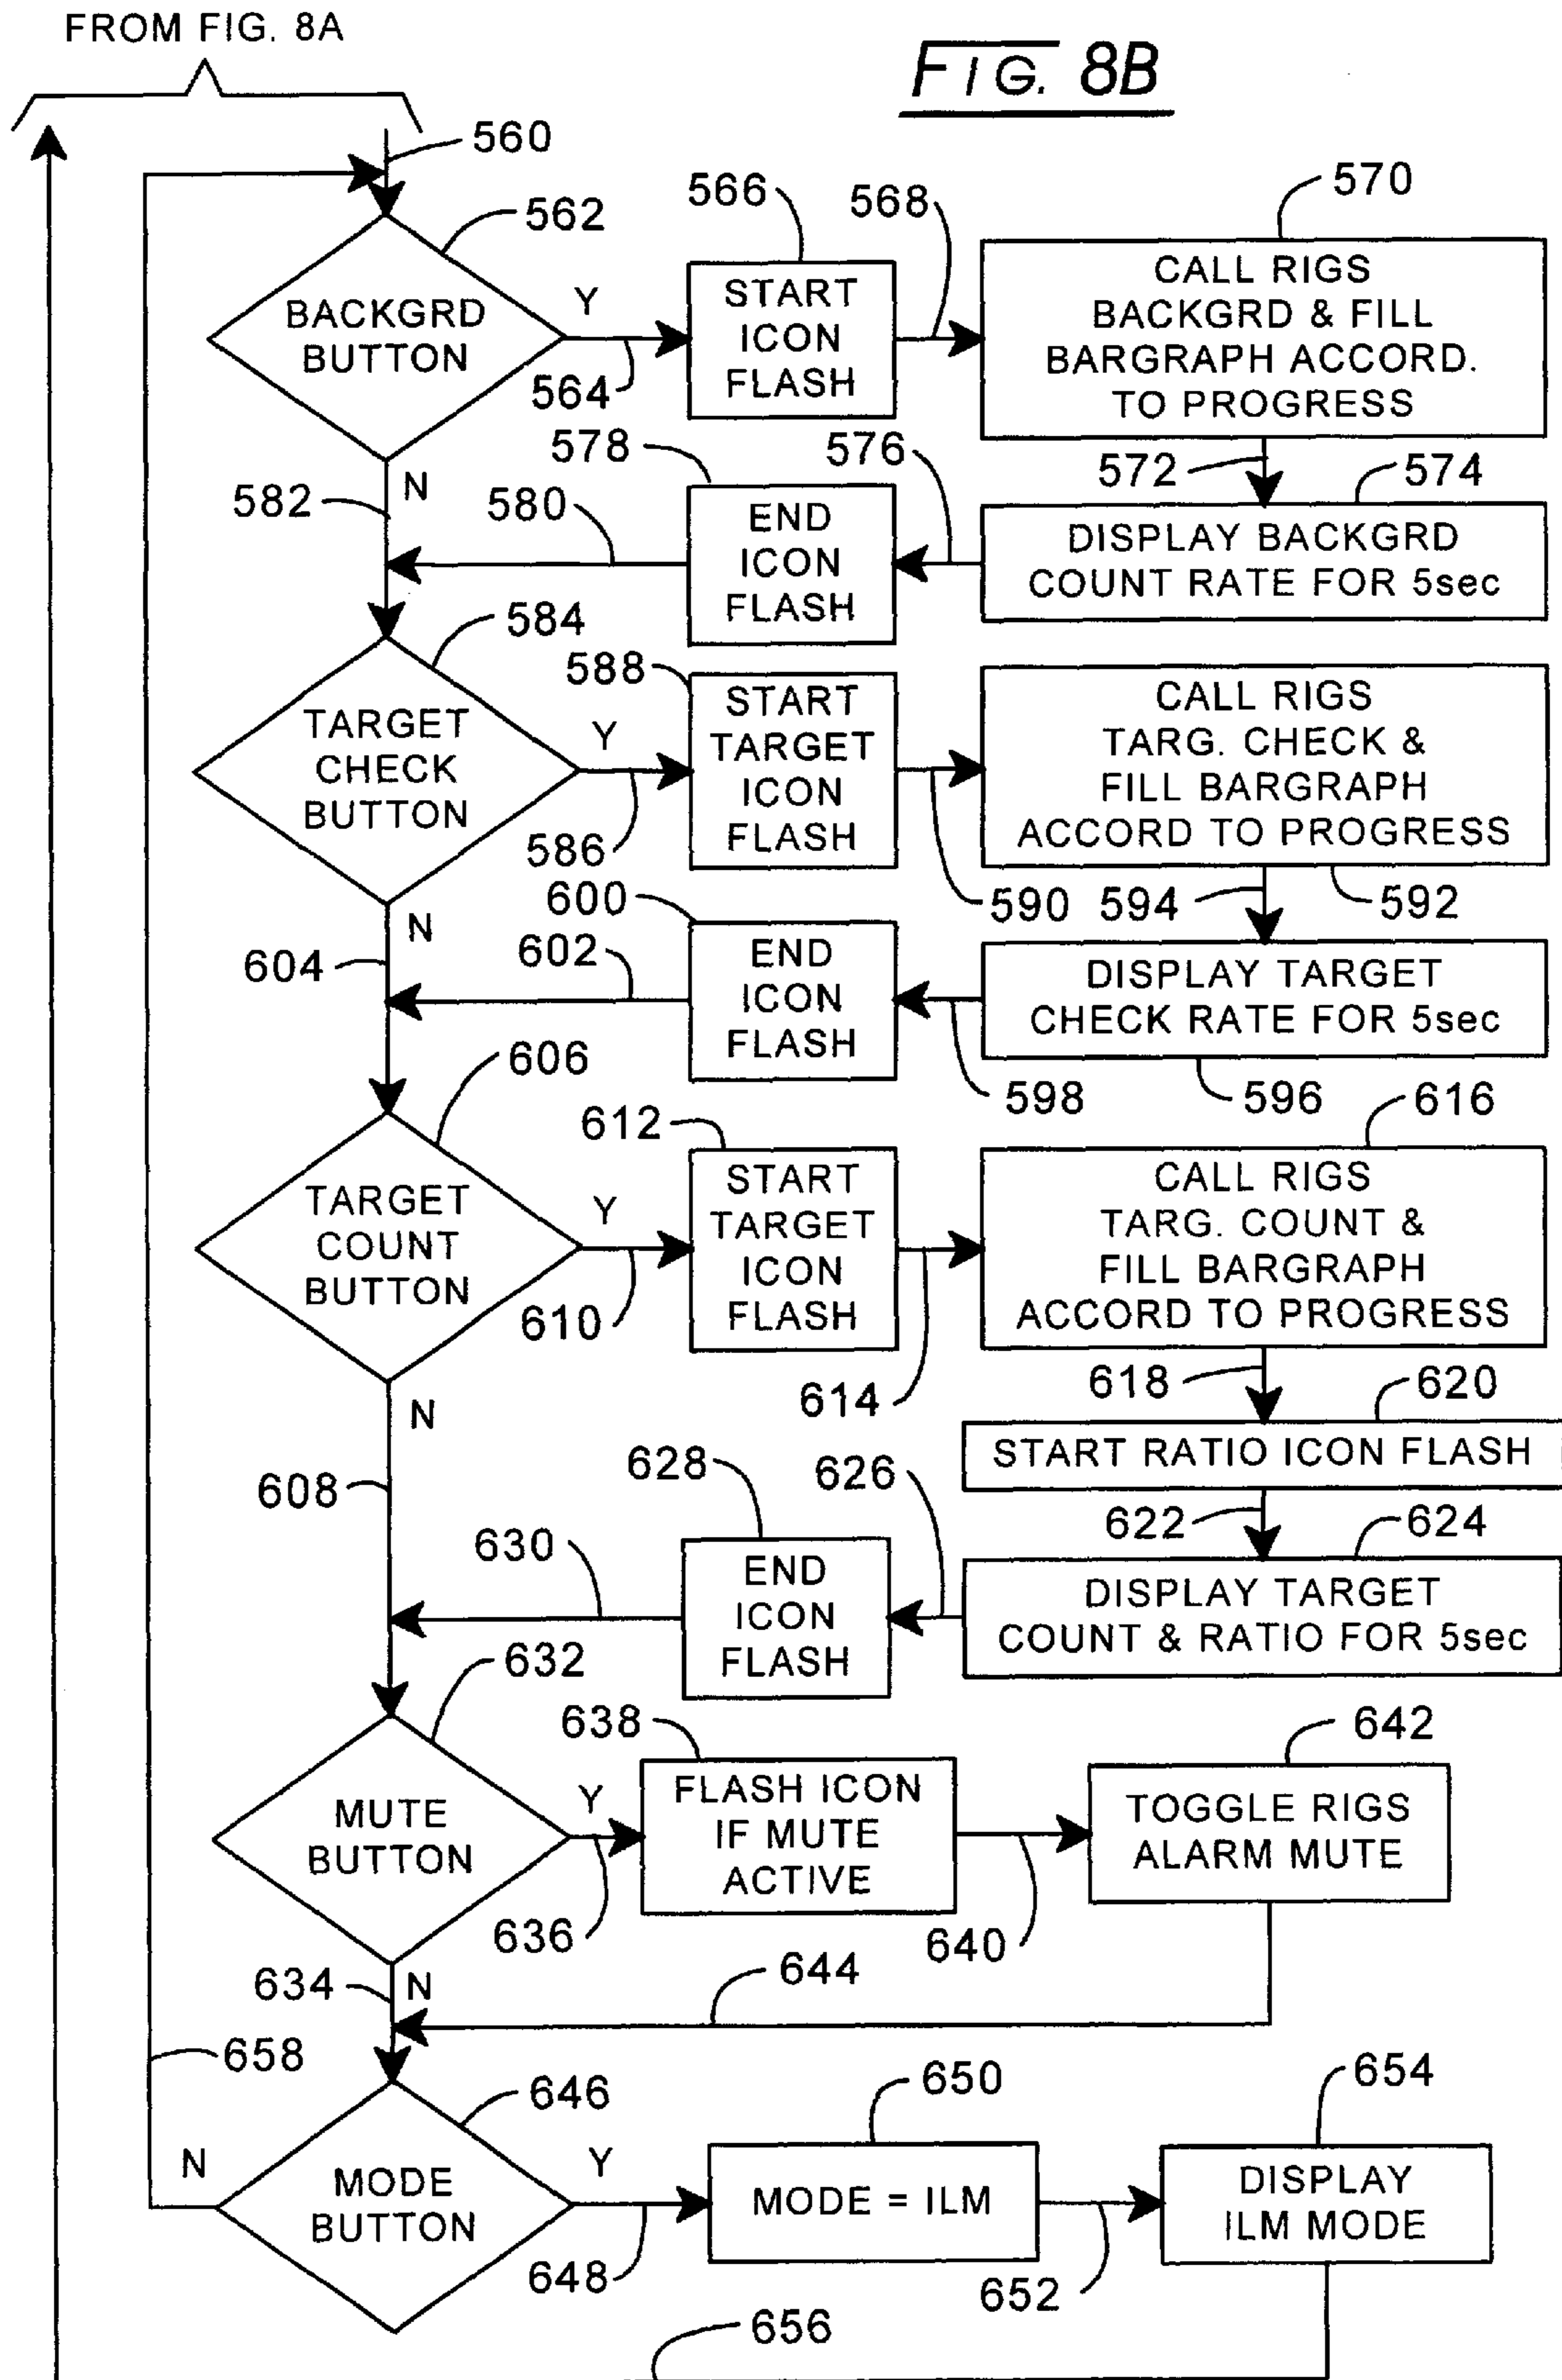 FROM FIG. 8A
FIG. 8B
560
562
566
568
570
BACKGRD
BUTTON
Y
564
START
ICON
FLASH
CALL RIGS
BACKGRD & FILL
BARGRAPH ACCORD.
TO PROGRESS
572
574
N
582
580
578
576
END
ICON
FLASH
DISPLAY BACKGRD
COUNT RATE FOR 5sec
584
588
TARGET
CHECK
BUTTON
Y
586
START
TARGET
ICON
FLASH
590
CALL RIGS
TARG. CHECK &
FILL BARGRAPH
ACCORD TO PROGRESS
594
592
N
604
602
600
END
ICON
FLASH
598
DISPLAY TARGET
CHECK RATE FOR 5sec
596
606
612
616
TARGET
COUNT
BUTTON
Y
610
START
TARGET
ICON
FLASH
614
CALL RIGS
TARG. COUNT &
FILL BARGRAPH
ACCORD TO PROGRESS
618
620
N
608
START RATIO ICON FLASH
622
624
630
628
626
END
ICON
FLASH
DISPLAY TARGET
COUNT & RATIO FOR 5sec
632
638
642
MUTE
BUTTON
Y
636
FLASH ICON
IF MUTE
ACTIVE
640
TOGGLE RIGS
ALARM MUTE
634
N
644
658
646
650
654
N
MODE
BUTTON
Y
648
MODE = ILM
652
DISPLAY
ILM MODE
656